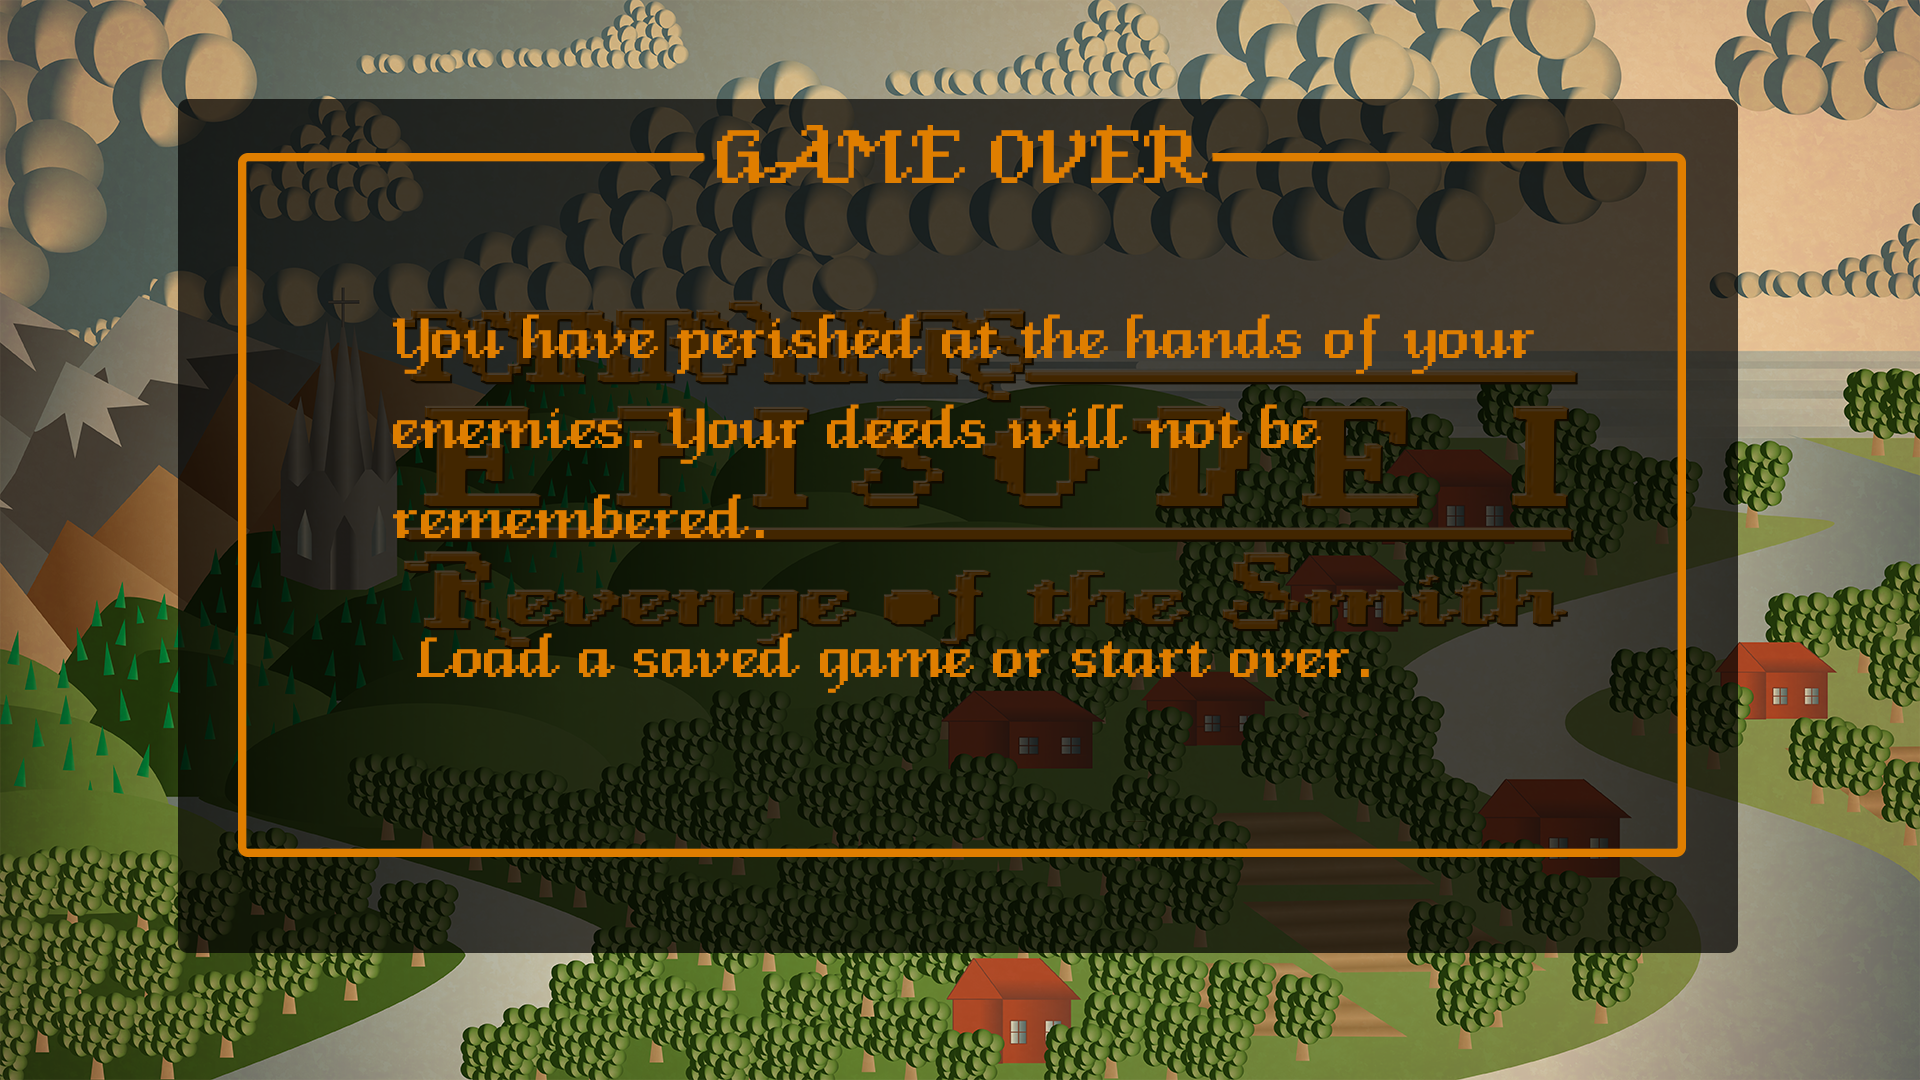 GAME OVER
You have perished at the hands of your
enemies. Your deeds will not be
remembered.
EPISODE I
Revenge of the Smith
Load a saved game or start over.